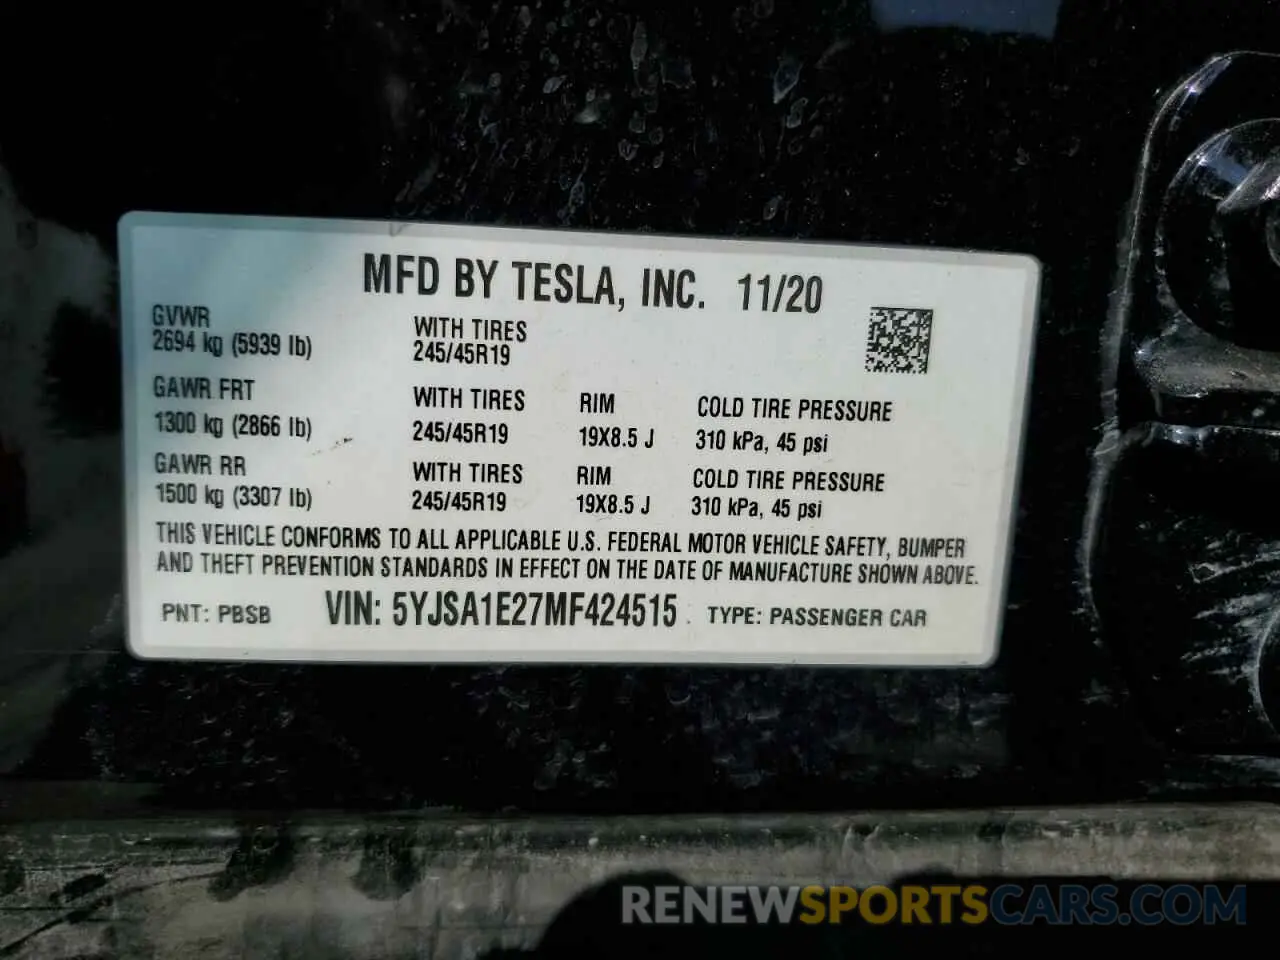 MFD BY TESLA, INC. 11/20
GVWR
2694 kg (5939 lb)
WITH TIRES
245/45R19
GAWR FRT
1300 kg (2866 lb)
WITH TIRES
245/45R19
RIM
19X8.5 J
COLD TIRE PRESSURE
310 kPa, 45 psi
GAWR RR
1500 kg (3307 lb)
WITH TIRES
245/45R19
RIM
19X8.5 J
COLD TIRE PRESSURE
310 kPa, 45 psi
THIS VEHICLE CONFORMS TO ALL APPLICABLE U.S. FEDERAL MOTOR VEHICLE SAFETY, BUMPER
AND THEFT PREVENTION STANDARDS IN EFFECT ON THE DATE OF MANUFACTURE SHOWN ABOVE.
PNT: PBSB VIN: 5YJSA1E27MF424515 TYPE: PASSENGER CAR
RENEWSPORTSCARS.COM